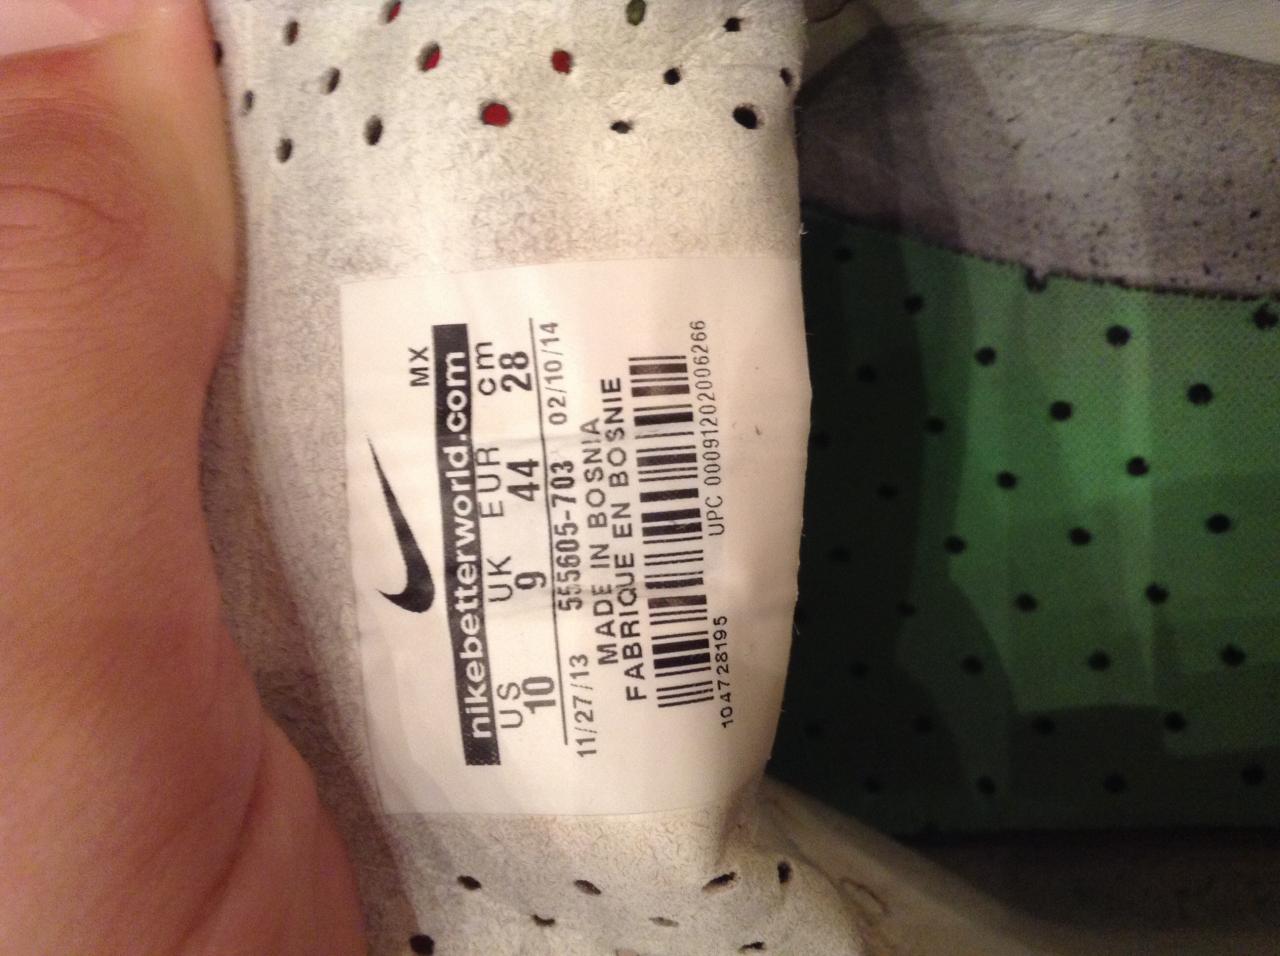 MX
nikebetterworld.com
US UK EUR cm
10 9 44 28
11/27/13 555605-703 02/10/14
MADE IN BOSNIA
FABRIQUE EN BOSNIE
104728195 UPC 00091202006266